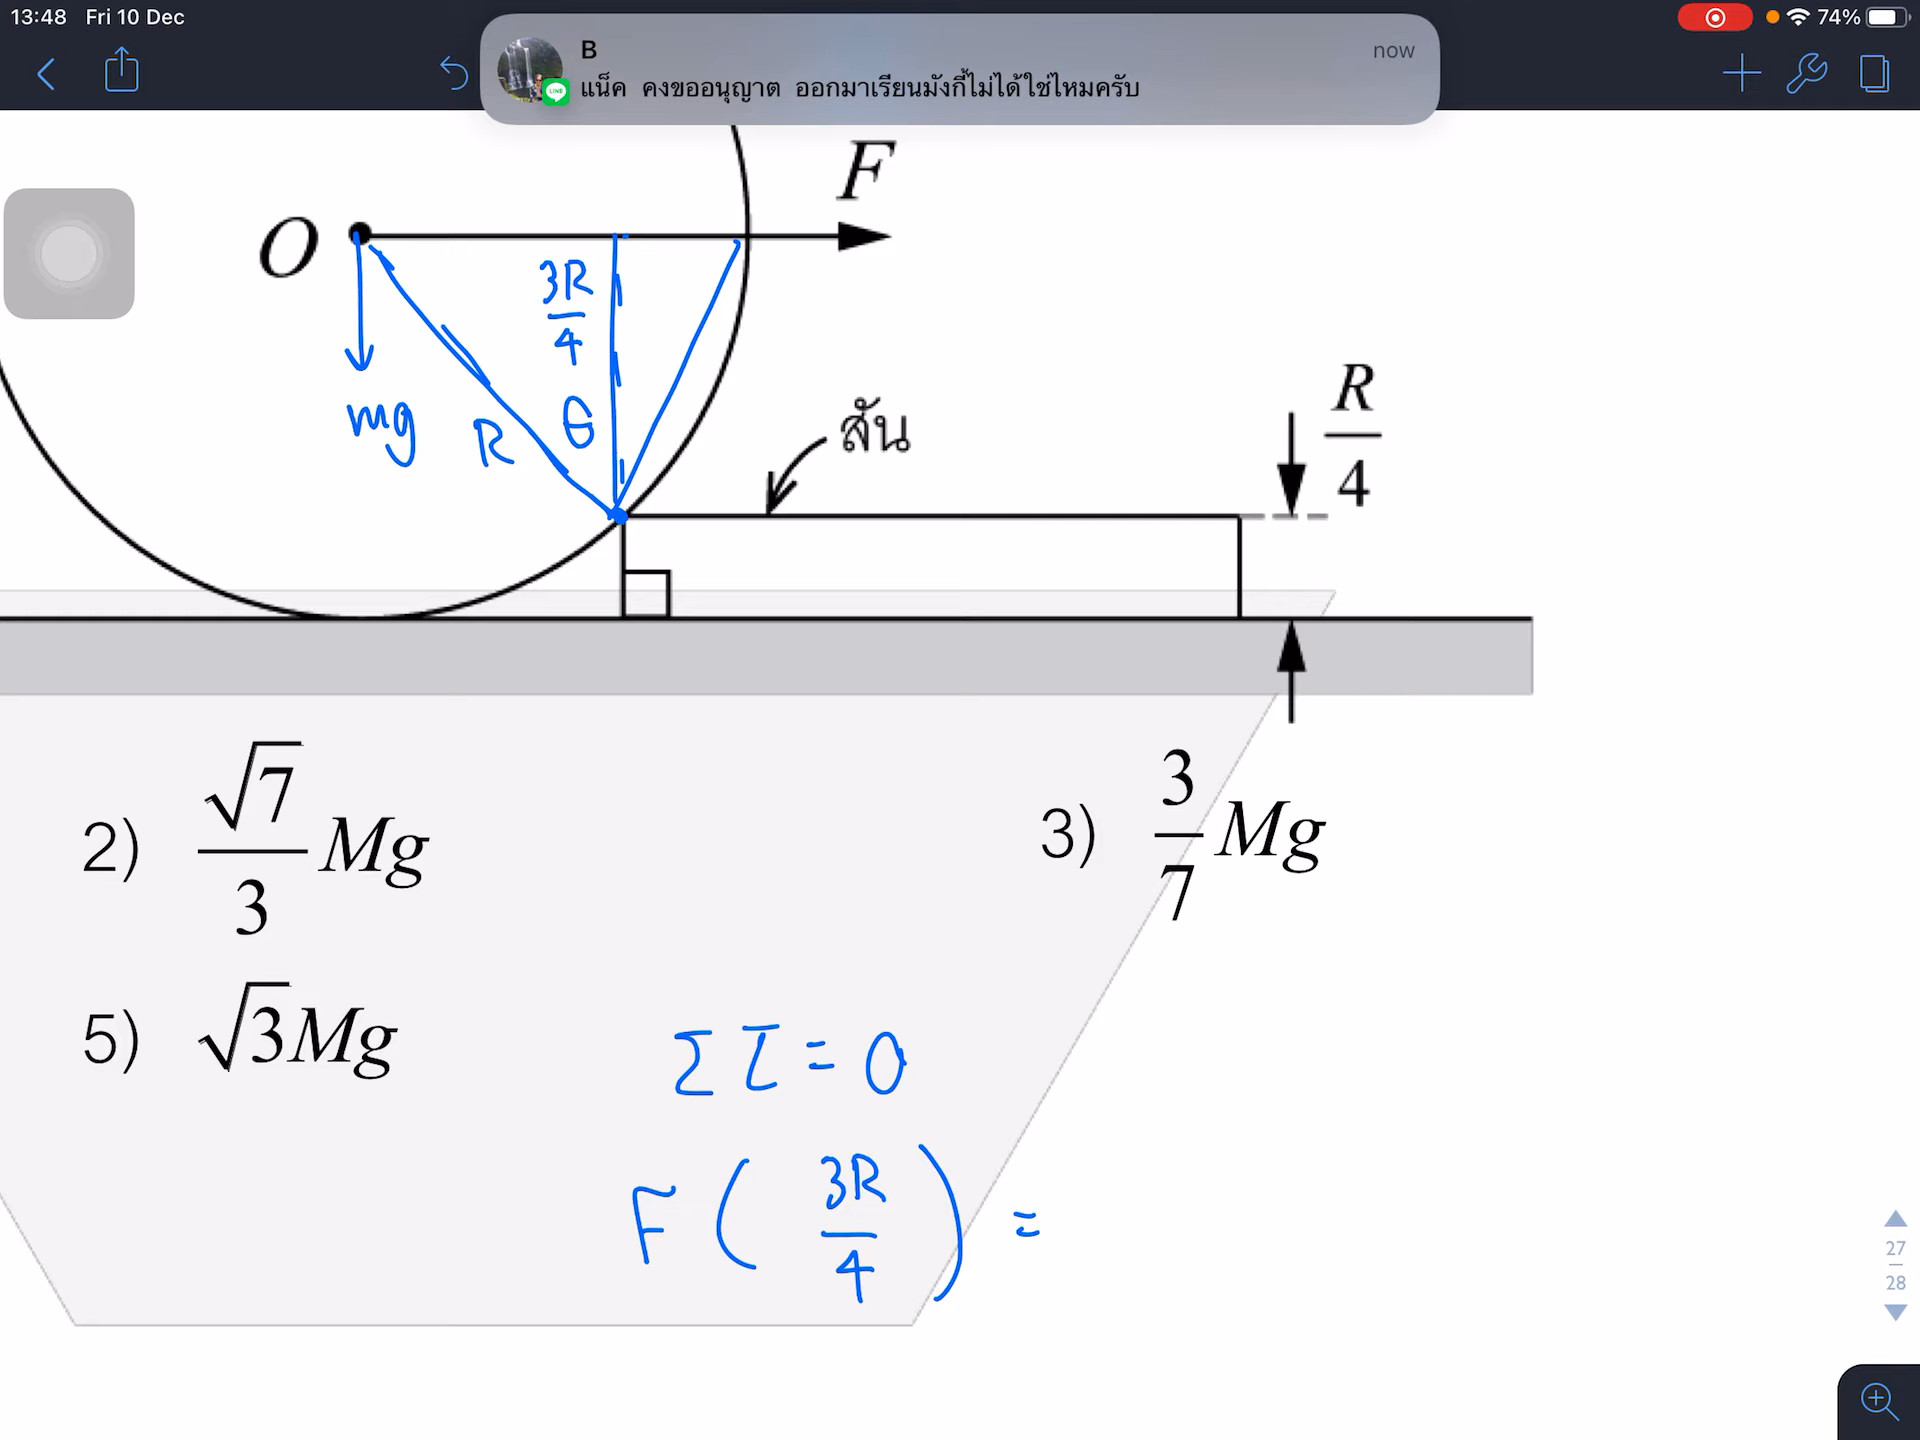 13:48 Fri 10 Dec
74%
B
now
แน็ค คงขออนุญาต ออกมาเรียนมังกี้ไม่ได้ใช่ไหมครับ
F
O
3R
4
mg
R
θ
สัน
R
4
2) √7/3 Mg
3) 3/7 Mg
5) √3Mg
Στ = 0
F ( 3R/4 ) =
27
28